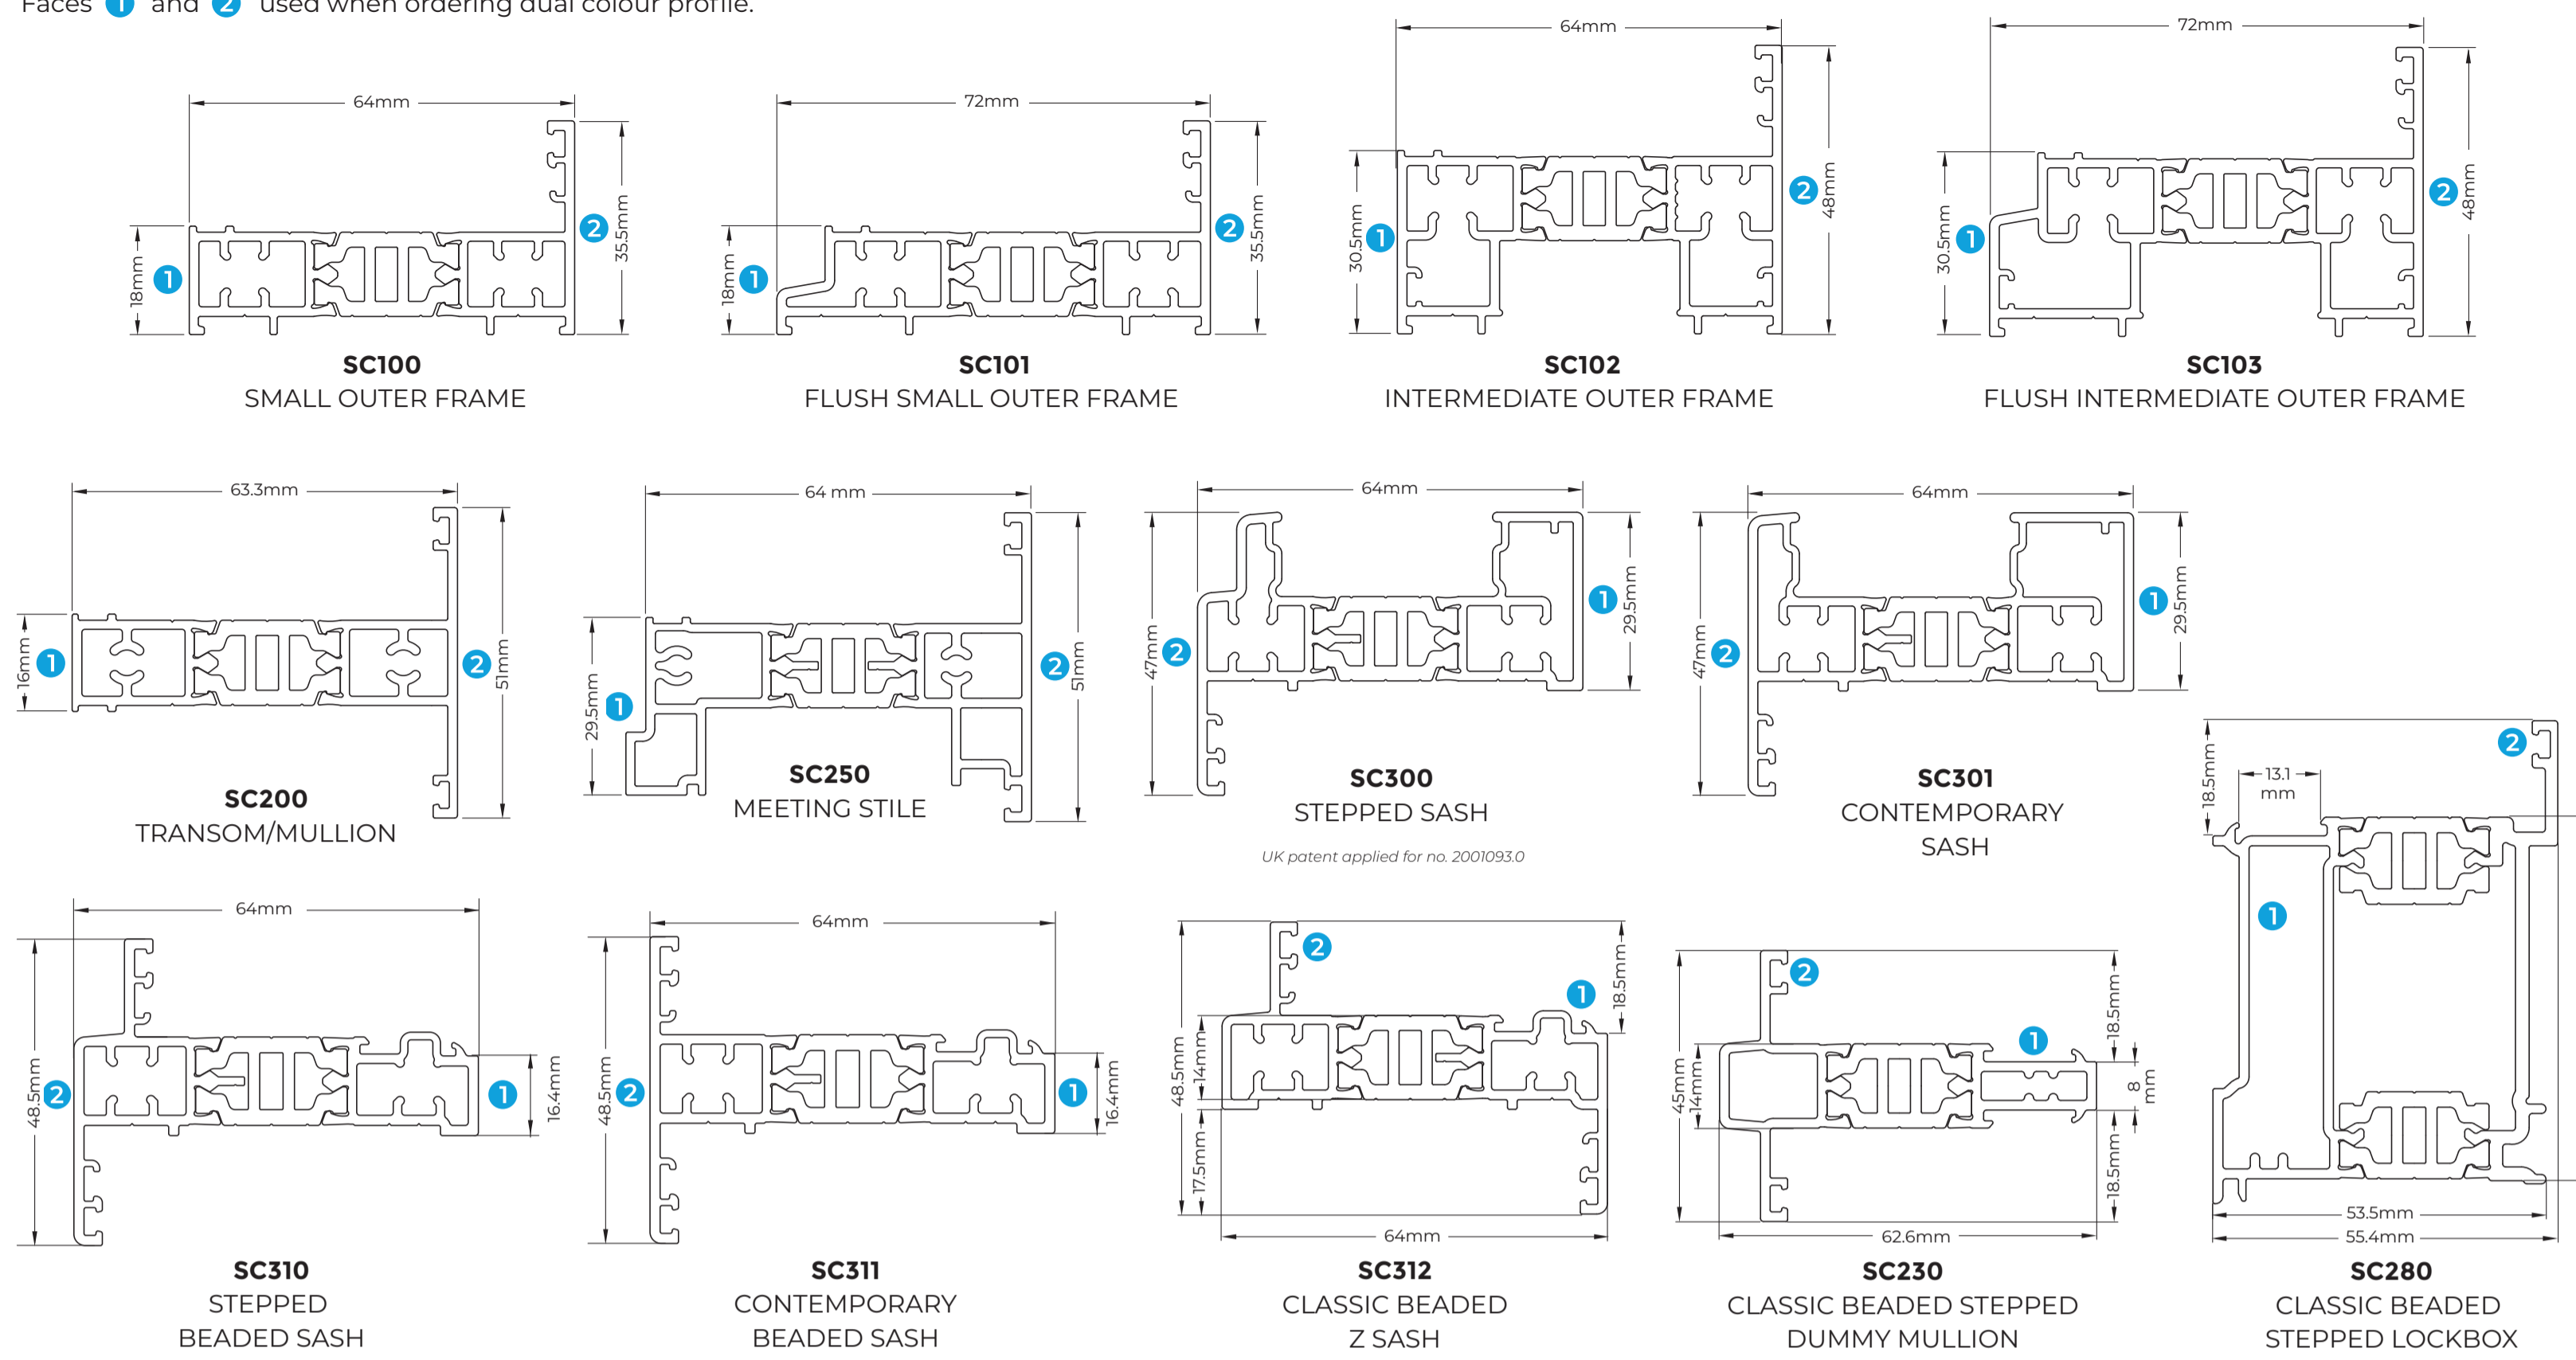 Faces 1 and 2 used when ordering dual colour profile.
64mm
18mm
1
2
35.5mm
SC100
SMALL OUTER FRAME
72mm
18mm
1
2
35.5mm
SC101
FLUSH SMALL OUTER FRAME
64mm
30.5mm
1
2
48mm
SC102
INTERMEDIATE OUTER FRAME
72mm
30.5mm
1
2
48mm
SC103
FLUSH INTERMEDIATE OUTER FRAME
63.3mm
16mm
1
2
51mm
SC200
TRANSOM/MULLION
64 mm
29.5mm
1
2
51mm
SC250
MEETING STILE
64mm
47mm
2
1
29.5mm
SC300
STEPPED SASH
UK patent applied for no. 2001093.0
64mm
47mm
2
1
29.5mm
SC301
CONTEMPORARY
SASH
64mm
48.5mm
2
1
16.4mm
SC310
STEPPED
BEADED SASH
64mm
48.5mm
2
1
16.4mm
SC311
CONTEMPORARY
BEADED SASH
2
1
18.5mm
48.5mm
14mm
17.5mm
64mm
SC312
CLASSIC BEADED
Z SASH
2
1
18.5mm
45mm
14mm
8
mm
18.5mm
62.6mm
SC230
CLASSIC BEADED STEPPED
DUMMY MULLION
2
18.5mm
13.1
mm
1
53.5mm
55.4mm
SC280
CLASSIC BEADED
STEPPED LOCKBOX